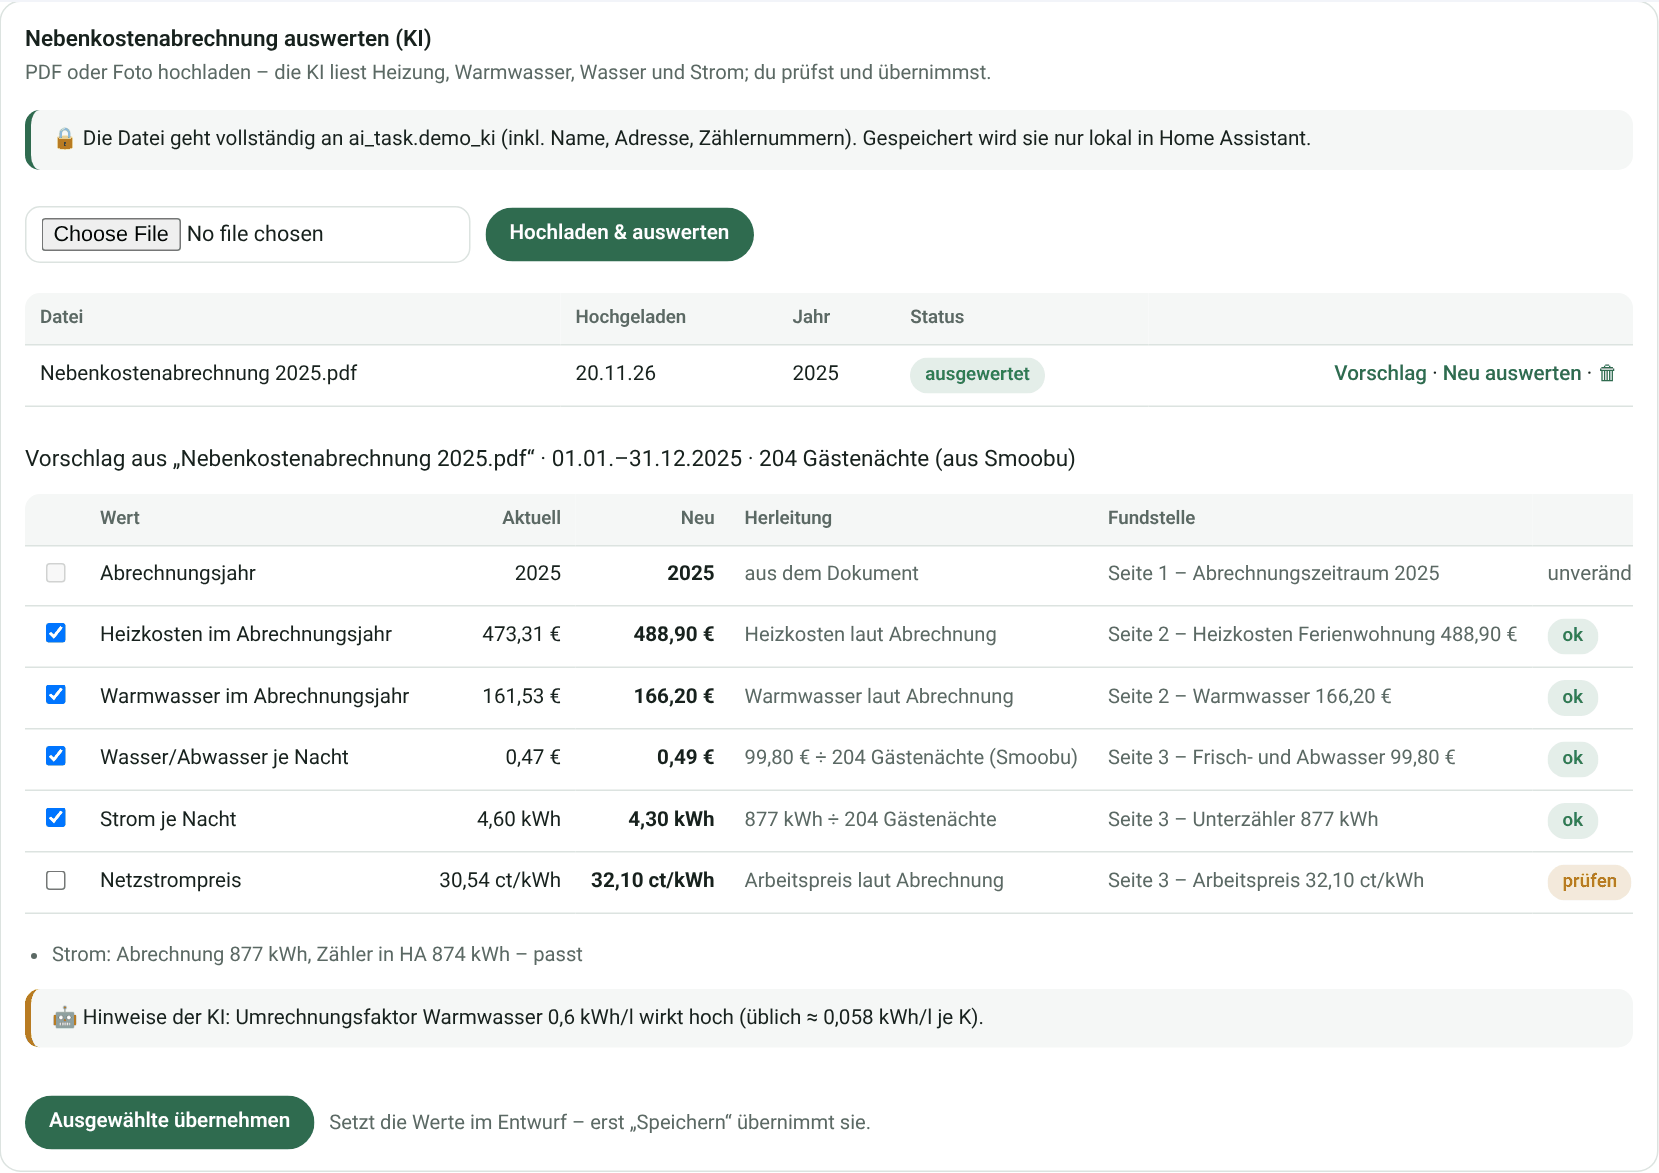 Nebenkostenabrechnung auswerten (KI)
PDF oder Foto hochladen – die KI liest Heizung, Warmwasser, Wasser und Strom; du prüfst und übernimmst.
🔒 Die Datei geht vollständig an ai_task.demo_ki (inkl. Name, Adresse, Zählernummern). Gespeichert wird sie nur lokal in Home Assistant.
Choose File No file chosen Hochladen & auswerten
Datei Hochgeladen Jahr Status
Nebenkostenabrechnung 2025.pdf 20.11.26 2025 ausgewertet Vorschlag · Neu auswerten · 🗑
Vorschlag aus „Nebenkostenabrechnung 2025.pdf“ · 01.01.–31.12.2025 · 204 Gästenächte (aus Smoobu)
Wert Aktuell Neu Herleitung Fundstelle
Abrechnungsjahr 2025 2025 aus dem Dokument Seite 1 – Abrechnungszeitraum 2025 unveränd
Heizkosten im Abrechnungsjahr 473,31 € 488,90 € Heizkosten laut Abrechnung Seite 2 – Heizkosten Ferienwohnung 488,90 € ok
Warmwasser im Abrechnungsjahr 161,53 € 166,20 € Warmwasser laut Abrechnung Seite 2 – Warmwasser 166,20 € ok
Wasser/Abwasser je Nacht 0,47 € 0,49 € 99,80 € ÷ 204 Gästenächte (Smoobu) Seite 3 – Frisch- und Abwasser 99,80 € ok
Strom je Nacht 4,60 kWh 4,30 kWh 877 kWh ÷ 204 Gästenächte Seite 3 – Unterzähler 877 kWh ok
Netzstrompreis 30,54 ct/kWh 32,10 ct/kWh Arbeitspreis laut Abrechnung Seite 3 – Arbeitspreis 32,10 ct/kWh prüfen
• Strom: Abrechnung 877 kWh, Zähler in HA 874 kWh – passt
🤖 Hinweise der KI: Umrechnungsfaktor Warmwasser 0,6 kWh/l wirkt hoch (üblich ≈ 0,058 kWh/l je K).
Ausgewählte übernehmen Setzt die Werte im Entwurf – erst „Speichern“ übernimmt sie.